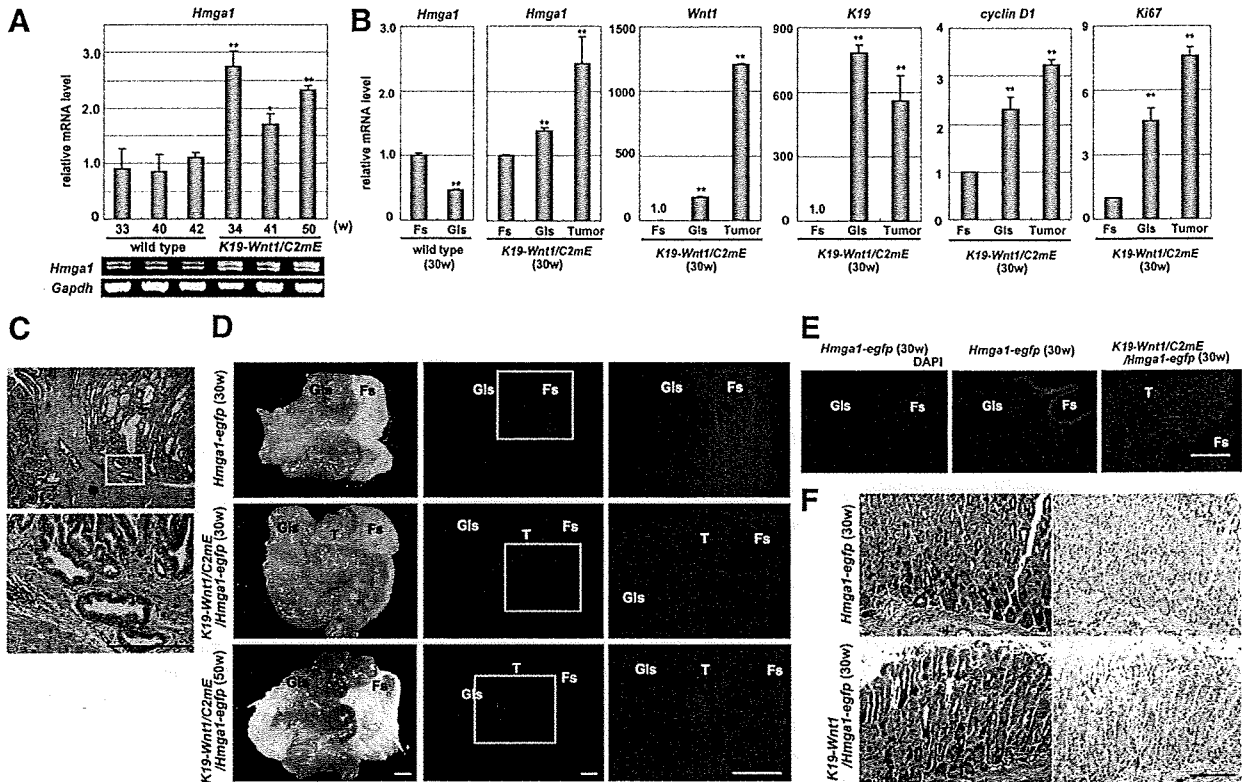 A
Hmga1
relative mRNA level
3.0
2.0
1.0
0
**
*
**
33 40 42 34 41 50 (w)
wild type K19-Wnt1/C2mE
Hmga1
Gapdh
B
Hmga1 Hmga1 Wnt1 K19 cyclin D1 Ki67
relative mRNA level
3.0
2.0
1.0
0
**
Fs Gls
wild type
(30w)
** **
Fs Gls Tumor
K19-Wnt1/C2mE
(30w)
1500
1000
500
0
1.0 ** **
Fs Gls Tumor
K19-Wnt1/C2mE
(30w)
900
600
300
0
1.0 ** **
Fs Gls Tumor
K19-Wnt1/C2mE
(30w)
4
3
2
1
0
** **
Fs Gls Tumor
K19-Wnt1/C2mE
(30w)
10
8
6
4
2
0
** **
Fs Gls Tumor
K19-Wnt1/C2mE
(30w)
C
D
Hmga1-egfp (30w)
Gls Fs
Gls Fs
Gls Fs
K19-Wnt1/C2mE
/Hmga1-egfp (30w)
Gls T Fs
Gls T Fs
Gls T Fs
K19-Wnt1/C2mE
/Hmga1-egfp (50w)
Gls T Fs
Gls T Fs
Gls T Fs
E
Hmga1-egfp (30w)
DAPI
Hmga1-egfp (30w)
K19-Wnt1/C2mE
/Hmga1-egfp (30w)
Gls Fs
Gls Fs
T Fs
F
Hmga1-egfp (30w)
K19-Wnt1
/Hmga1-egfp (30w)